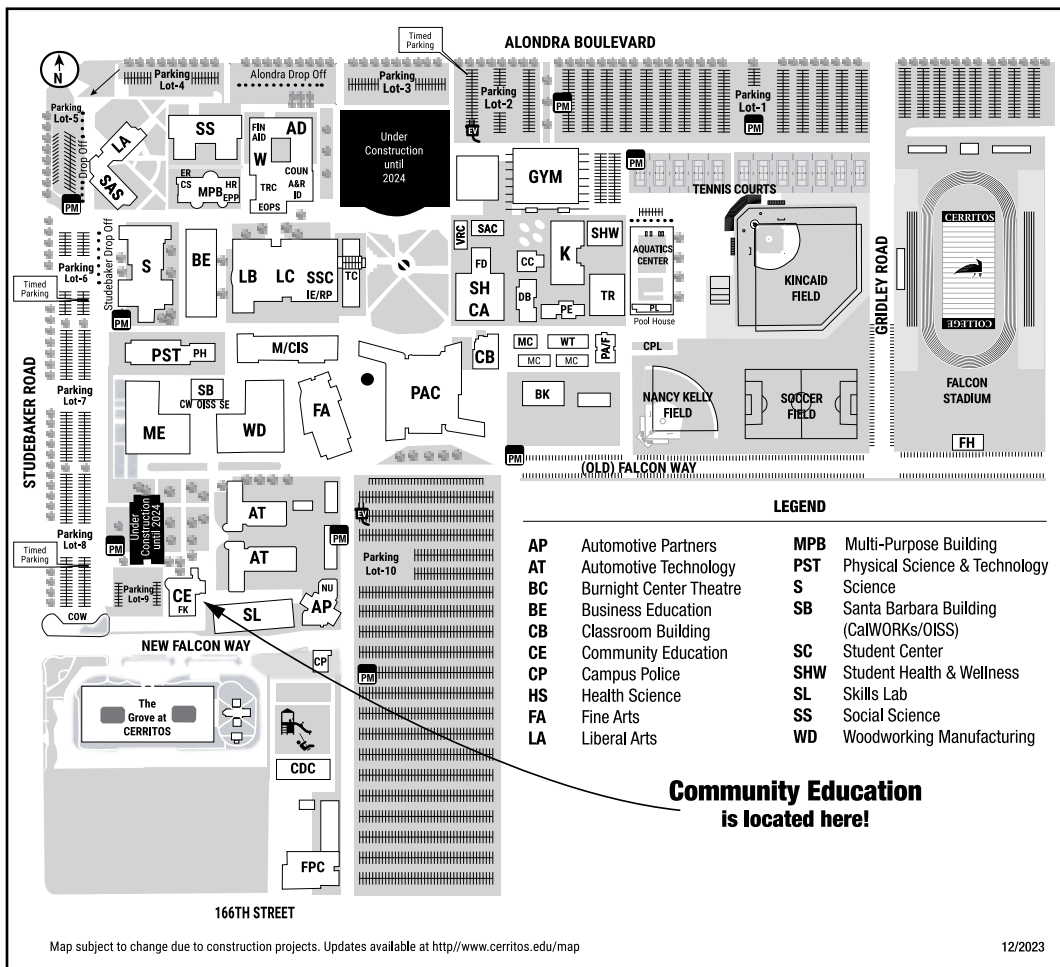 ALONDRA BOULEVARD
Timed
Parking
N
Parking
Lot-4
Alondra Drop Off
Parking
Lot-3
Parking
Lot-2
Parking
Lot-1
PM
PM
EV
Parking
Lot-5
Drop Off
PM
LA
SAS
SS
FIN
AID
AD
W
COUN
A&R
ID
TRC
EOPS
ER
CS
MPB
HR
EPP
Under
Construction
until
2024
GYM
PM
TENNIS COURTS
Studebaker Drop Off
Parking
Lot-6
Timed
Parking
S
BE
LB
LC
SSC
IE/RP
TC
VRC
SAC
FD
SH
CA
CC
K
SHW
DB
PE
TR
AQUATICS
CENTER
PL
Pool House
KINCAID
FIELD
GRIDLEY ROAD
CERRITOS
COLLEGE
FALCON
STADIUM
FH
PM
PST
PH
M/CIS
CB
MC
WT
MC
MC
PA/F
CPL
STUDEBAKER ROAD
Parking
Lot-7
SB
CW OISS SE
ME
WD
FA
PAC
BK
NANCY KELLY
FIELD
SOCCER
FIELD
PM
(OLD) FALCON WAY
Under
Construction
until 2024
PM
Parking
Lot-8
Timed
Parking
Parking
Lot-9
COW
CE
FK
AT
AT
PM
EV
Parking
Lot-10
SL
NU
AP
NEW FALCON WAY
CP
PM
The
Grove at
CERRITOS
CDC
FPC
166TH STREET
LEGEND
AP Automotive Partners
AT Automotive Technology
BC Burnight Center Theatre
BE Business Education
CB Classroom Building
CE Community Education
CP Campus Police
HS Health Science
FA Fine Arts
LA Liberal Arts
MPB Multi-Purpose Building
PST Physical Science & Technology
S Science
SB Santa Barbara Building
(CalWORKs/OISS)
SC Student Center
SHW Student Health & Wellness
SL Skills Lab
SS Social Science
WD Woodworking Manufacturing
Community Education
is located here!
Map subject to change due to construction projects. Updates available at http//www.cerritos.edu/map
12/2023